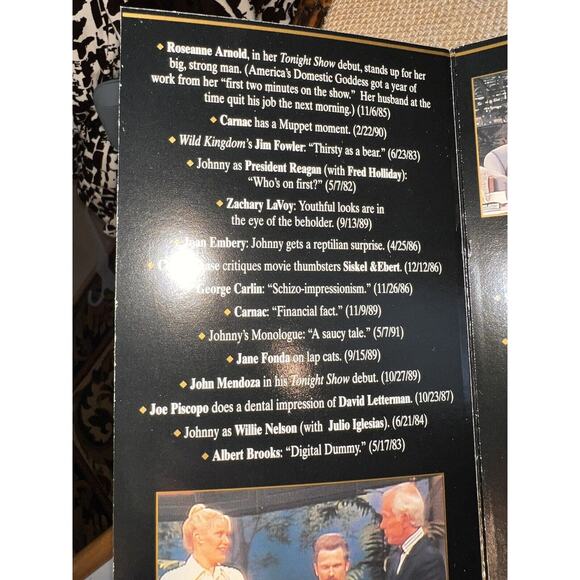 ◆ Roseanne Arnold, in her Tonight Show debut, stands up for her
big, strong man. (America's Domestic Goddess got a year of
work from her "first two minutes on the show." Her husband at the
time quit his job the next morning.) (11/6/85)
◆ Carnac has a Muppet moment. (2/22/90)
◆ Wild Kingdom's Jim Fowler: "Thirsty as a bear." (6/23/83)
◆ Johnny as President Reagan (with Fred Holliday):
"Who's on first?" (5/7/82)
◆ Zachary LaVoy: Youthful looks are in
the eye of the beholder. (9/13/89)
◆ Joan Embery: Johnny gets a reptilian surprise. (4/25/86)
critiques movie thumbsters Siskel &Ebert. (12/12/86)
George Carlin: "Schizo-impressionism." (11/26/86)
◆ Carnac: "Financial fact." (11/9/89)
◆ Johnny's Monologue: "A saucy tale." (5/7/91)
◆ Jane Fonda on lap cats. (9/15/89)
◆ John Mendoza in his Tonight Show debut. (10/27/89)
◆ Joe Piscopo does a dental impression of David Letterman. (10/23/87)
◆ Johnny as Willie Nelson (with Julio Iglesias). (6/21/84)
◆ Albert Brooks: "Digital Dummy." (5/17/83)